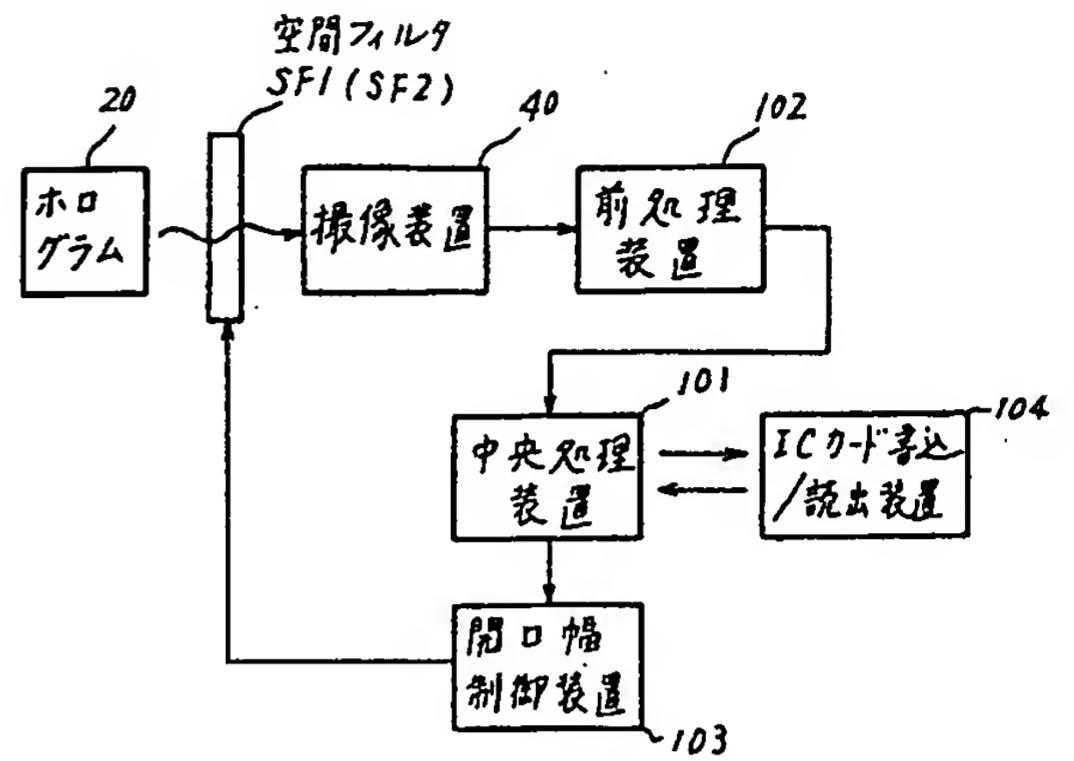 空間フィルタ
SF1(SF2)
20
40
102
ホロ
グラム
撮像装置
前処理
装置
101
104
中央処理
装置
ICカード書込
/読出装置
開口幅
制御装置
103